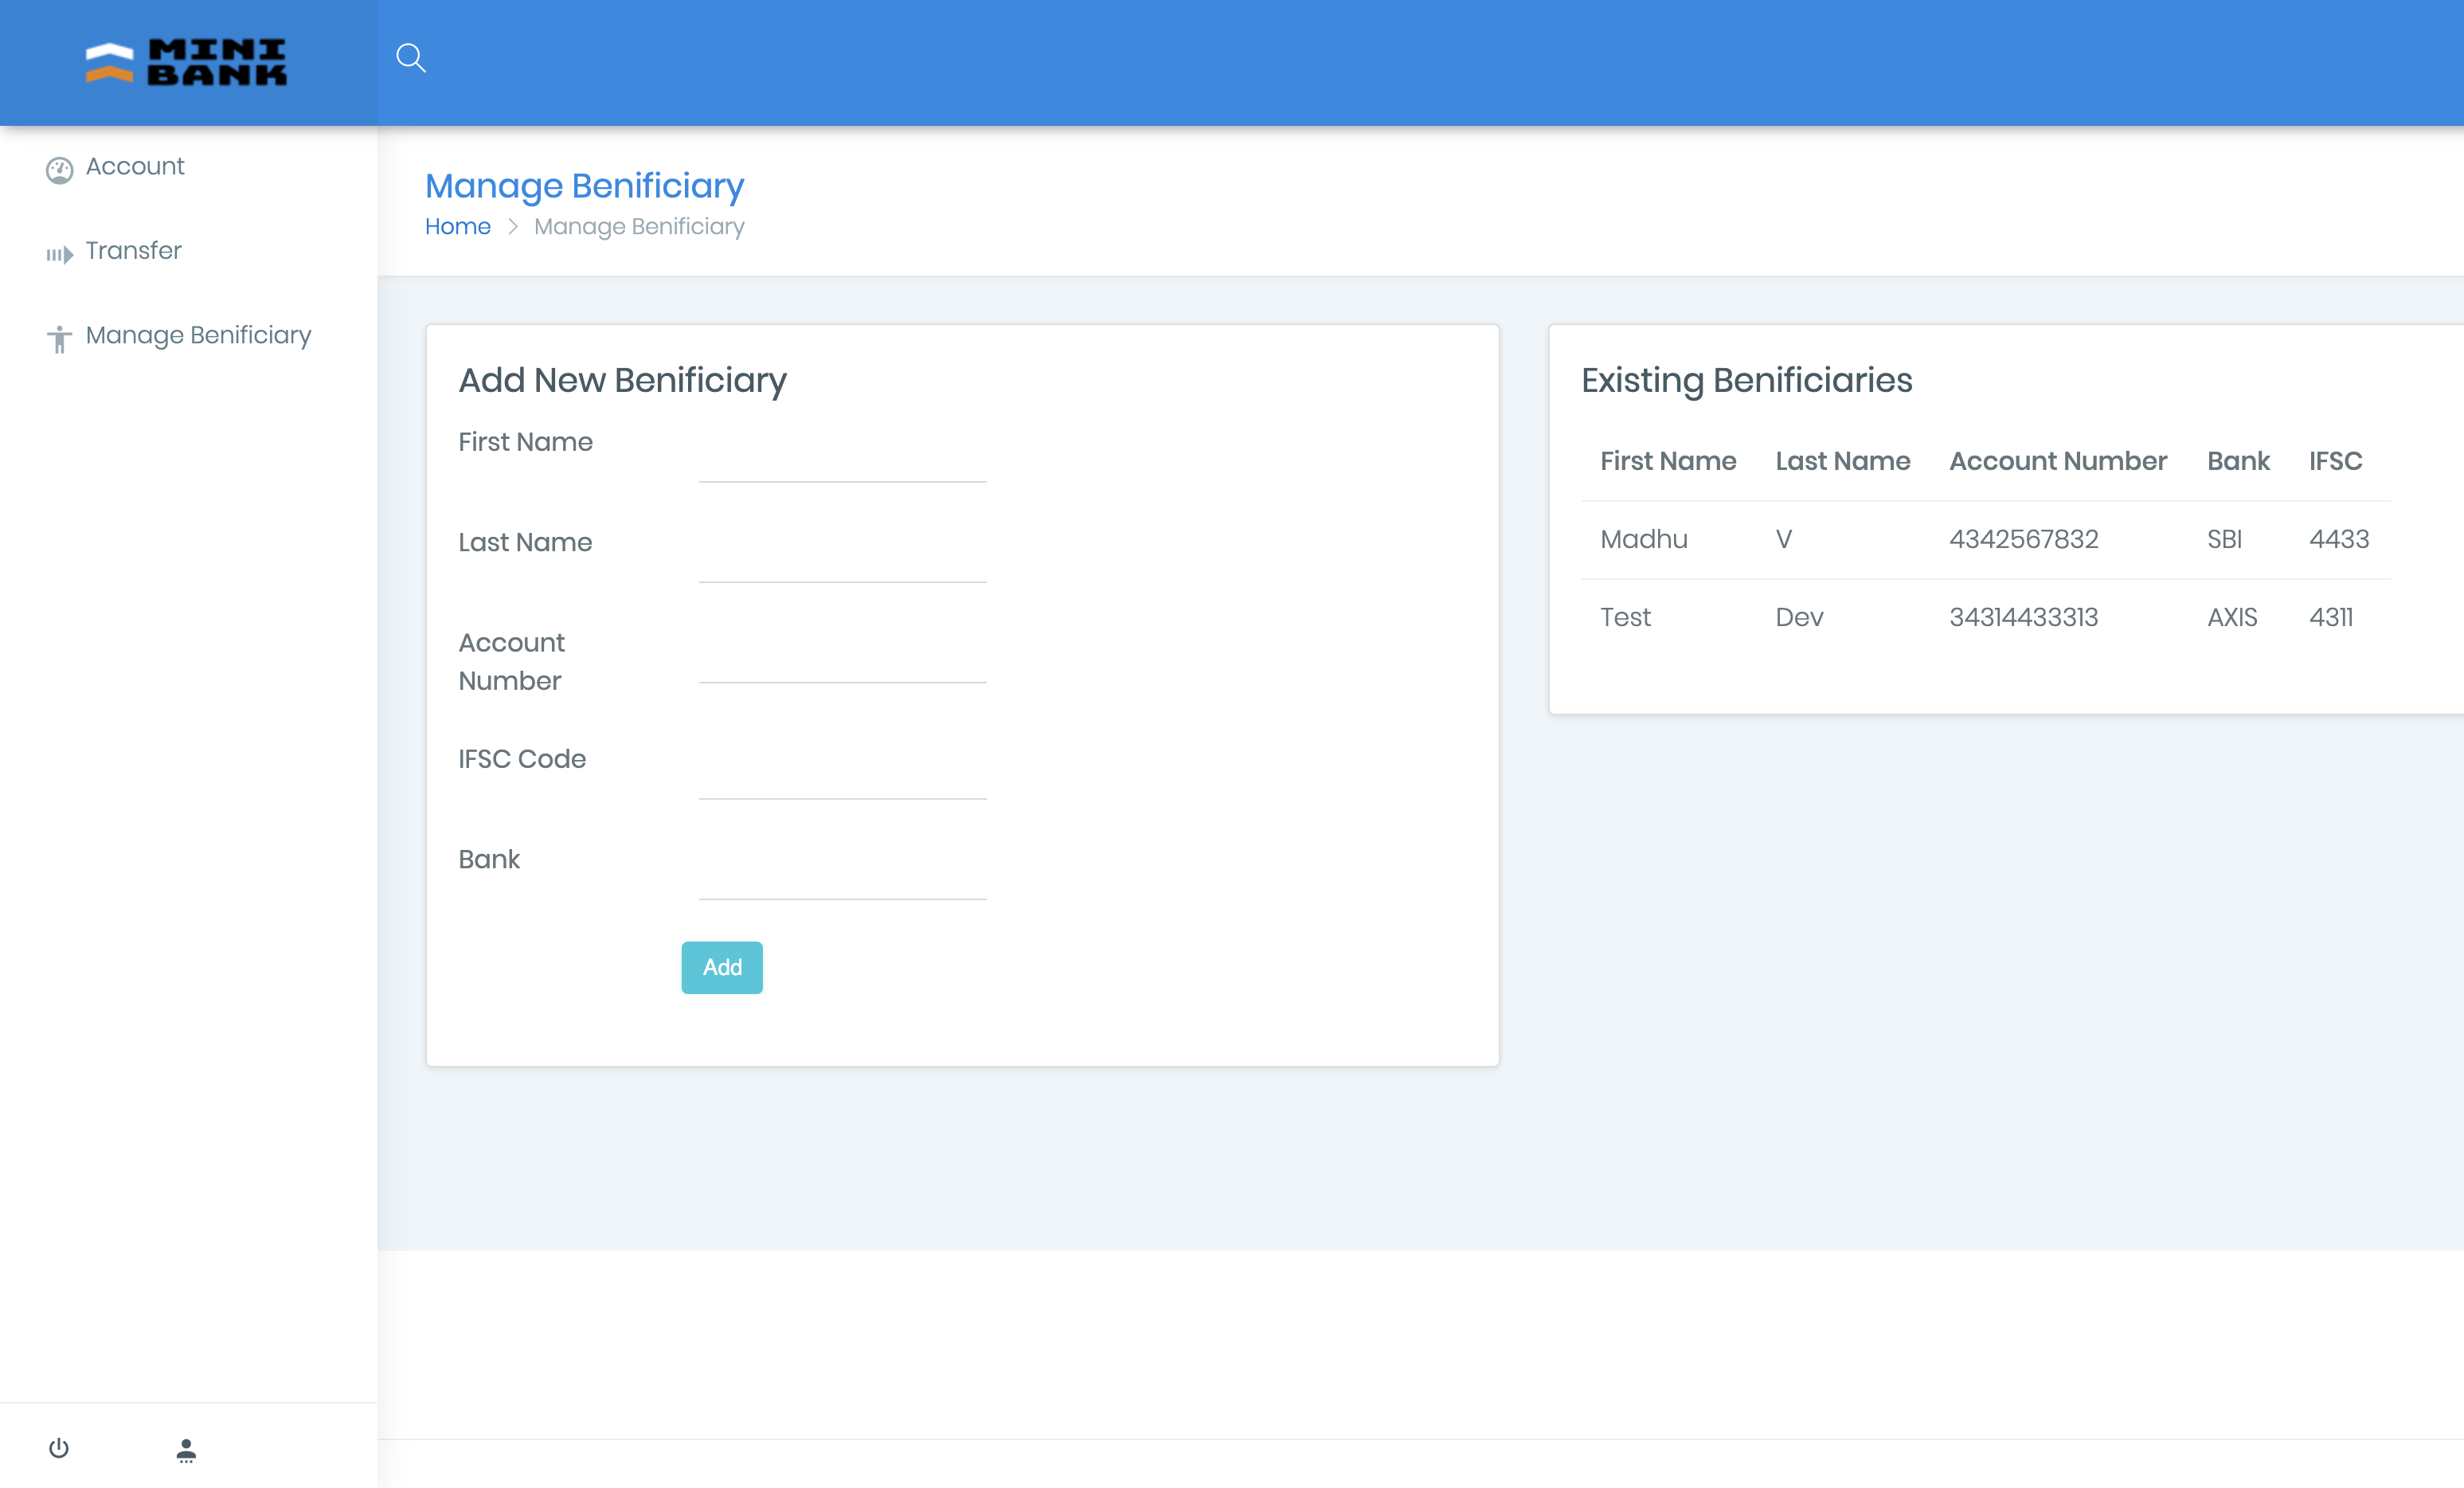 MINI
BANK
Account
Transfer
Manage Benificiary
Manage Benificiary
Home > Manage Benificiary
Add New Benificiary
First Name
Last Name
Account
Number
IFSC Code
Bank
Add
Existing Benificiaries
First Name Last Name Account Number Bank IFSC
Madhu V 4342567832 SBI 4433
Test Dev 34314433313 AXIS 4311